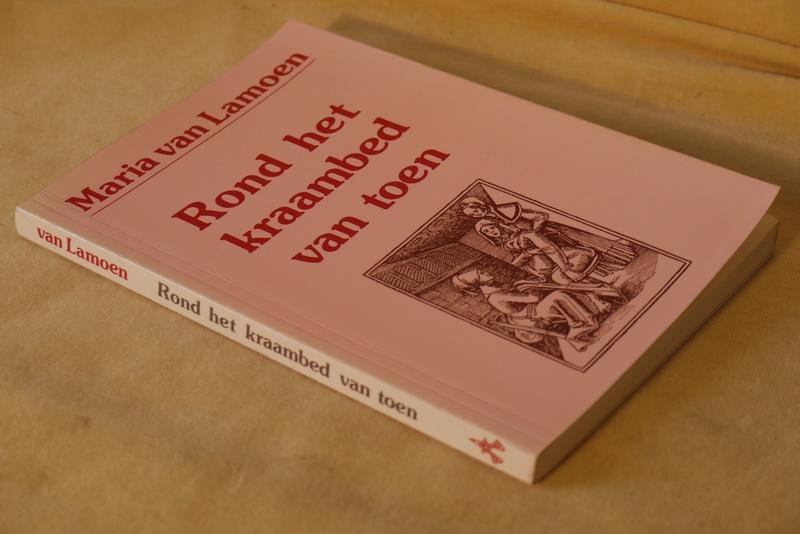 Maria van Lamoen
Rond het
kraambed
van toen
van Lamoen Rond het kraambed van toen